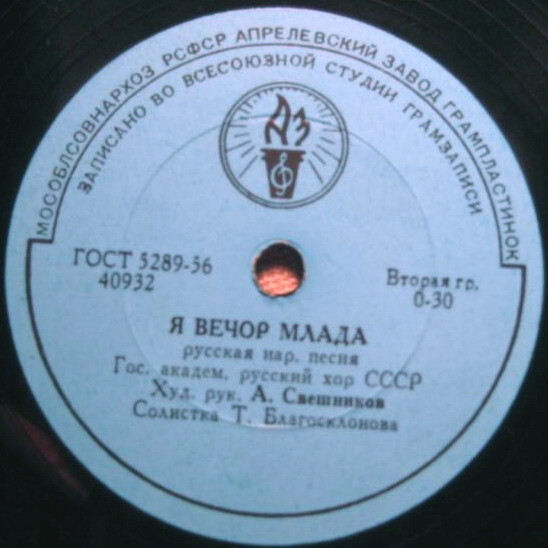 МОСОБЛСОВНАРХОЗ РСФСР АПРЕЛЕВСКИЙ ЗАВОД ГРАМПЛАСТИНОК
ЗАПИСАНО ВО ВСЕСОЮЗНОЙ СТУДИИ ГРАМЗАПИСИ
АЗ
ГОСТ 5289-56
40932
Вторая гр.
0-30
Я ВЕЧОР МЛАДА
русская нар. песня
Гос. академ. русский хор СССР
Худ. рук. А. Свешников
Солистка Т. Благосклонова